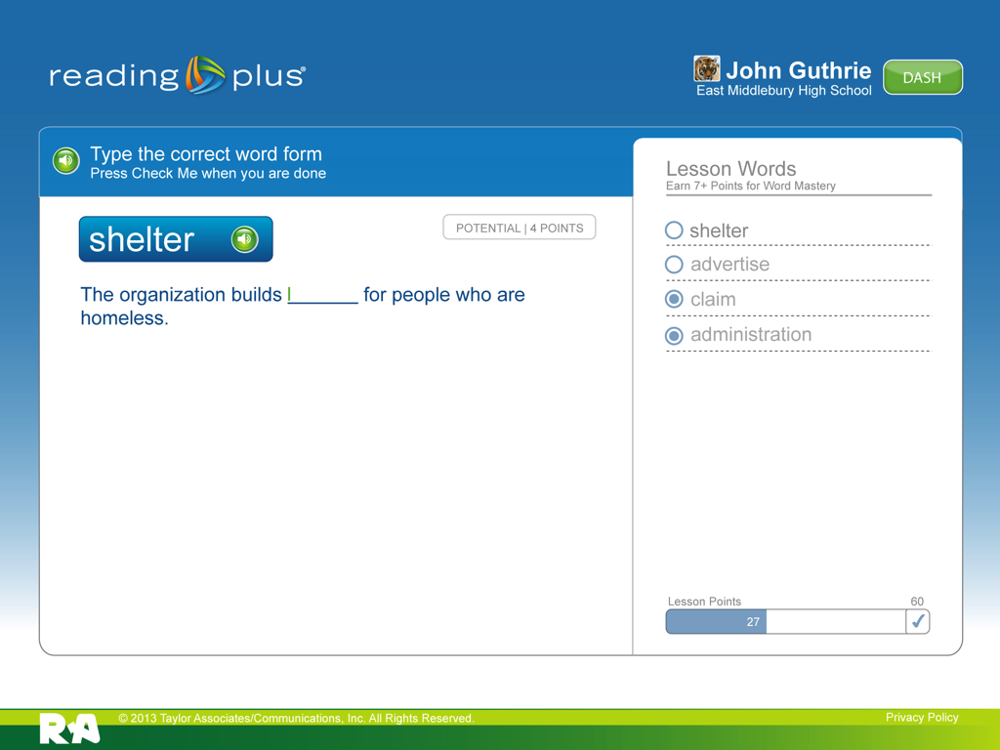 reading plus®
John Guthrie
East Middlebury High School
DASH
Type the correct word form
Press Check Me when you are done
shelter
POTENTIAL | 4 POINTS
The organization builds _______ for people who are
homeless.
Lesson Words
Earn 7+ Points for Word Mastery
shelter
advertise
claim
administration
Lesson Points 60
27
RA
© 2013 Taylor Associates/Communications, Inc. All Rights Reserved.
Privacy Policy